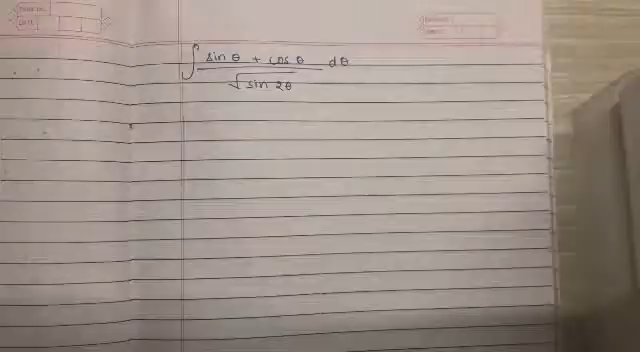 ∫ sin θ + cos θ dθ
√sin 2θ